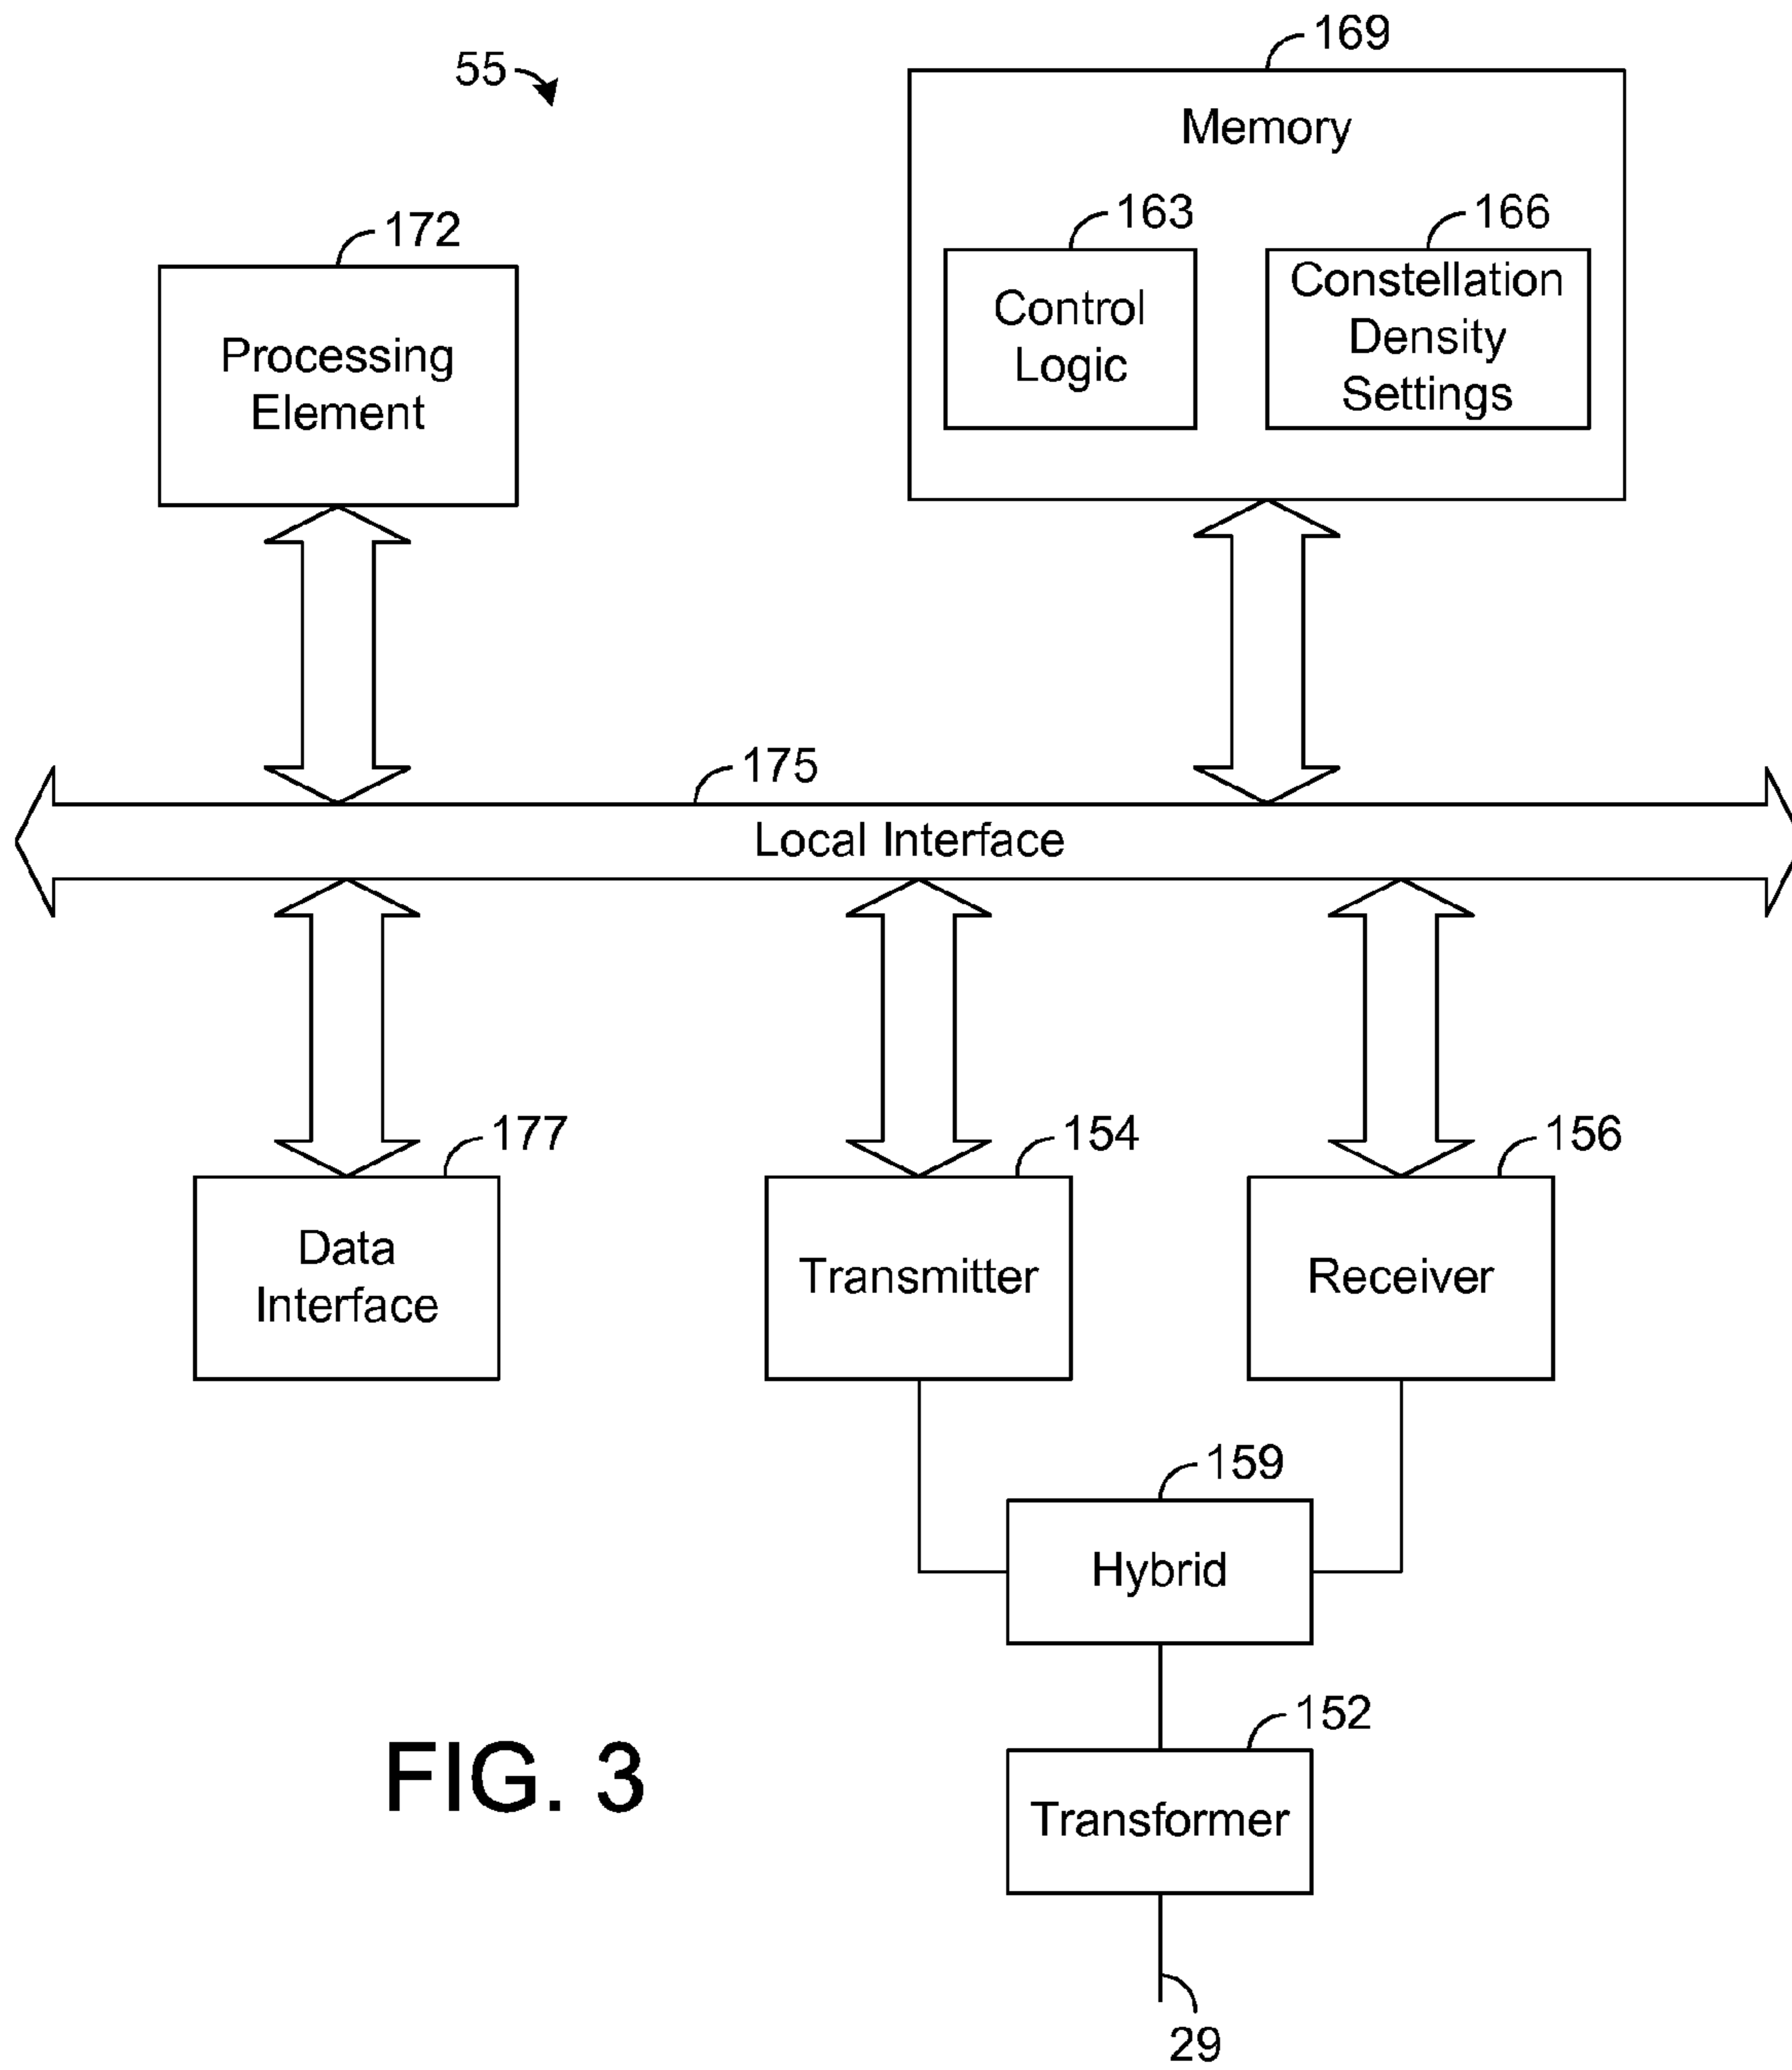 55
169
Memory
172
163
166
Processing
Element
Control
Logic
Constellation
Density
Settings
175
Local Interface
177
154
156
Data
Interface
Transmitter
Receiver
159
Hybrid
152
Transformer
FIG. 3
29